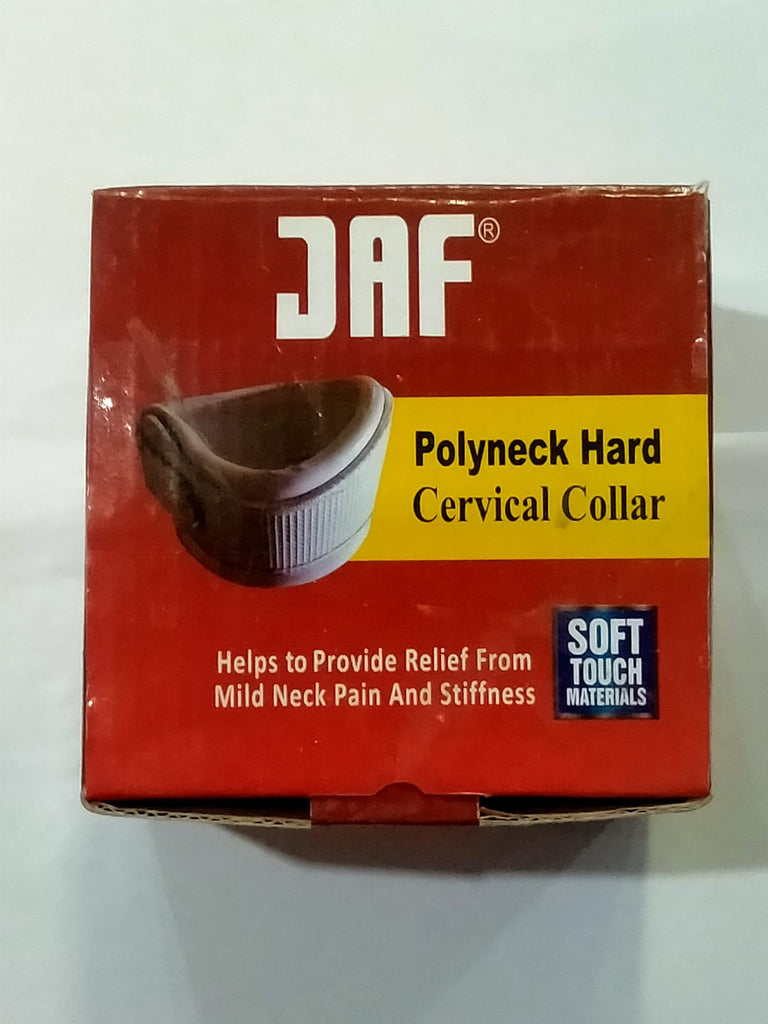 JAF®
Polyneck Hard
Cervical Collar
Helps to Provide Relief From
Mild Neck Pain And Stiffness
SOFT
TOUCH
MATERIALS